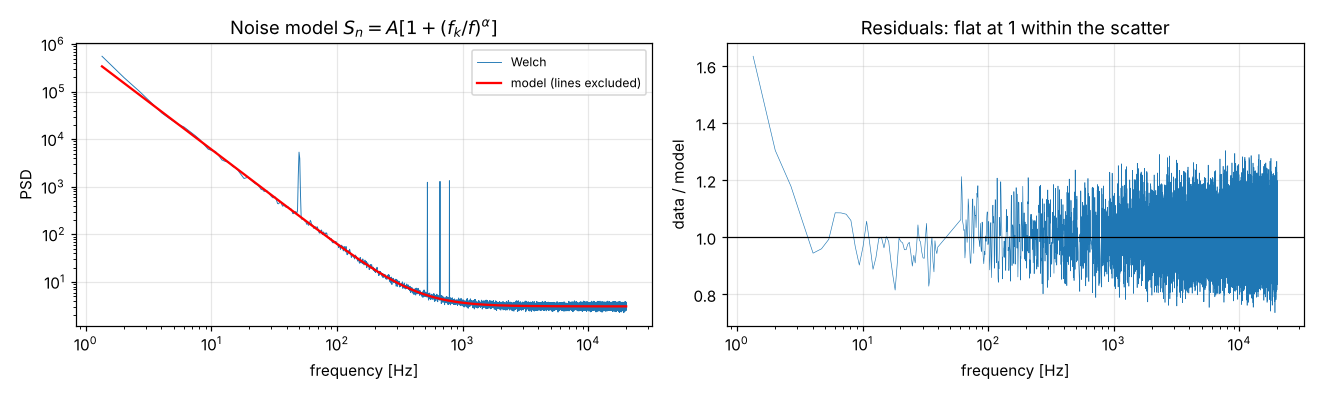 Noise model $S_n = A[1 + (f_k/f)^\alpha]$
PSD
10^6
10^5
10^4
10^3
10^2
10^1
10^0
10^1
10^2
10^3
10^4
frequency [Hz]
Welch
model (lines excluded)
Residuals: flat at 1 within the scatter
data / model
1.6
1.4
1.2
1.0
0.8
10^0
10^1
10^2
10^3
10^4
frequency [Hz]